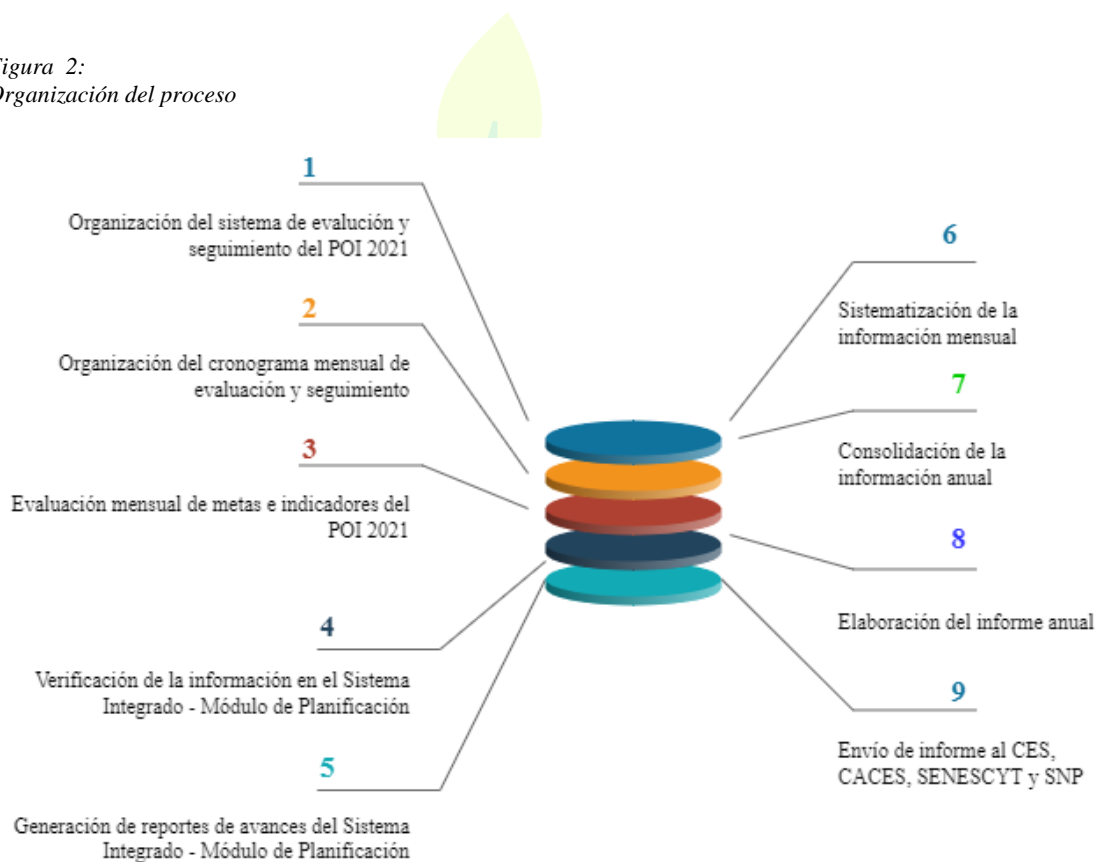 igura 2:
Organización del proceso
1
Organización del sistema de evalución y
seguimiento del POI 2021
2
Organización del cronograma mensual de
evaluación y seguimiento
3
Evaluación mensual de metas e indicadores del
POI 2021
4
Verificación de la información en el Sistema
Integrado - Módulo de Planificación
5
Generación de reportes de avances del Sistema
Integrado - Módulo de Planificación
6
Sistematización de la
información mensual
7
Consolidación de la
información anual
8
Elaboración del informe anual
9
Envío de informe al CES,
CACES, SENESCYT y SNP